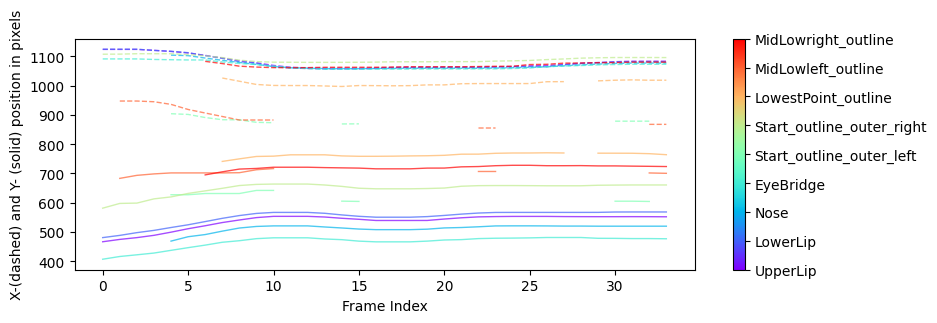 X-(dashed) and Y- (solid) position in pixels
1100
1000
900
800
700
600
500
400
0
5
10
15
20
25
30
Frame Index
MidLowright_outline
MidLowleft_outline
LowestPoint_outline
Start_outline_outer_right
Start_outline_outer_left
EyeBridge
Nose
LowerLip
UpperLip